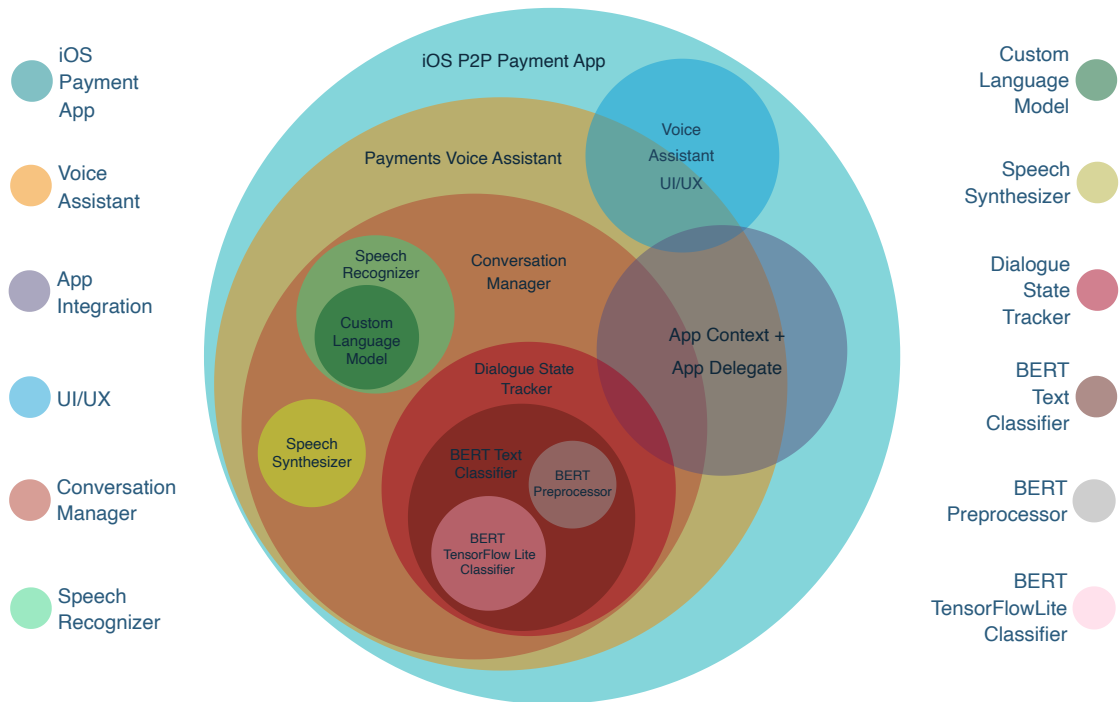 iOS
Payment
App
Voice
Assistant
App
Integration
UI/UX
Conversation
Manager
Speech
Recognizer
iOS P2P Payment App
Voice
Assistant
UI/UX
Payments Voice Assistant
Speech
Recognizer
Conversation
Manager
Custom
Language
Model
App Context +
App Delegate
Dialogue State
Tracker
Speech
Synthesizer
BERT Text
Classifier
BERT
Preprocessor
BERT
TensorFlow Lite
Classifier
Custom
Language
Model
Speech
Synthesizer
Dialogue
State
Tracker
BERT
Text
Classifier
BERT
Preprocessor
BERT
TensorFlowLite
Classifier